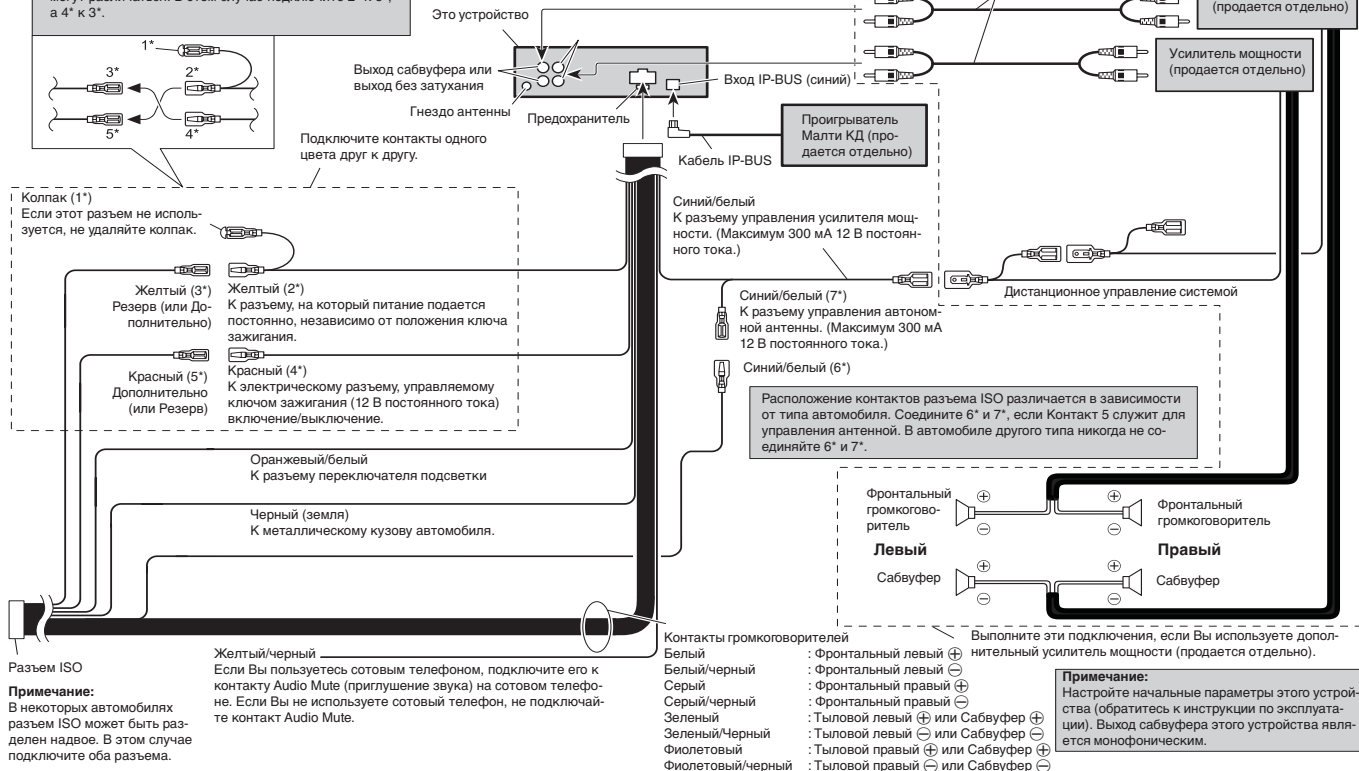 а 4* к 3*.
(продается отдельно)
Усилитель мощности
(продается отдельно)
Это устройство
Выход сабвуфера или
выход без затухания
Гнездо антенны
Предохранитель
Вход IP-BUS (синий)
Проигрыватель
Малти КД (про-
дается отдельно)
Кабель IP-BUS
1*
3*
2*
5*
4*
Подключите контакты одного
цвета друг к другу.
Колпак (1*)
Если этот разъем не исполь-
зуется, не удаляйте колпак.
Желтый (3*)
Резерв (или До-
полнительно)
Желтый (2*)
К разъему, на который питание подается
постоянно, независимо от положения ключа
зажигания.
Красный (5*)
Дополнительно
(или Резерв)
Красный (4*)
К электрическому разъему, управляемому
ключом зажигания (12 В постоянного тока)
включение/выключение.
Оранжевый/белый
К разъему переключателя подсветки
Черный (земля)
К металлическому кузову автомобиля.
Синий/белый
К разъему управления усилителя мощ-
ности. (Максимум 300 мА 12 В постоян-
ного тока.)
Синий/белый (7*)
К разъему управления автоном-
ной антенны. (Максимум 300 мА
12 В постоянного тока.)
Синий/белый (6*)
Дистанционное управление системой
Расположение контактов разъема ISO различается в зависимости
от типа автомобиля. Соедините 6* и 7*, если Контакт 5 служит для
управления антенной. В автомобиле другого типа никогда не со-
единяйте 6* и 7*.
Фронтальный
громкогово-
ритель
Фронтальный
громкоговоритель
Левый
Правый
Сабвуфер
Сабвуфер
Выполните эти подключения, если Вы используете допол-
нительный усилитель мощности (продается отдельно).
Примечание:
Настройте начальные параметры этого устрой-
ства (обратитесь к инструкции по эксплуата-
ции). Выход сабвуфера этого устройства явля-
ется монофоническим.
Разъем ISO
Примечание:
В некоторых автомобилях
разъем ISO может быть раз-
делен надвое. В этом случае
подключите оба разъема.
Желтый/черный
Если Вы пользуетесь сотовым телефоном, подключите его к
контакту Audio Mute (приглушение звука) на сотовом телефо-
не. Если Вы не используете сотовый телефон, не подключай-
те контакт Audio Mute.
Контакты громкоговорителей
Белый : Фронтальный левый ⊕
Белый/черный : Фронтальный левый ⊖
Серый : Фронтальный правый ⊕
Серый/черный : Фронтальный правый ⊖
Зеленый : Тыловой левый ⊕ или Сабвуфер ⊕
Зеленый/Черный : Тыловой левый ⊖ или Сабвуфер ⊖
Фиолетовый : Тыловой правый ⊕ или Сабвуфер ⊕
Фиолетовый/черный : Тыловой правый ⊖ или Сабвуфер ⊖